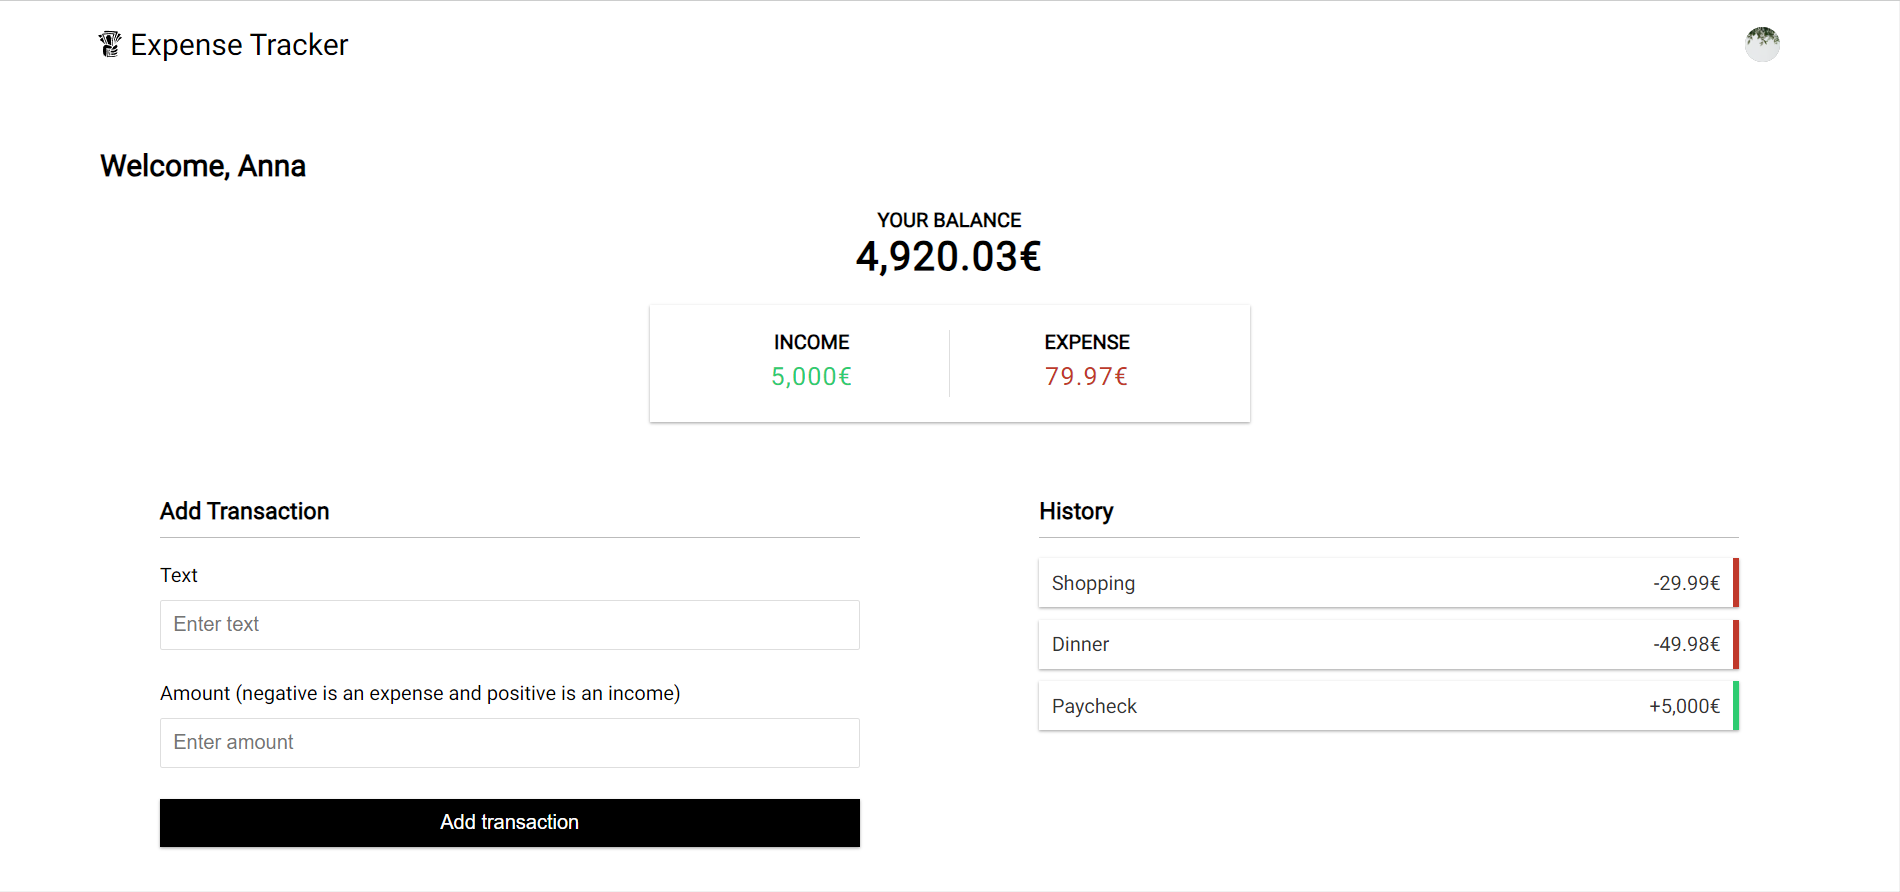 Expense Tracker
Welcome, Anna
YOUR BALANCE
4,920.03€
INCOME
5,000€
EXPENSE
79.97€
Add Transaction
Text
Enter text
Amount (negative is an expense and positive is an income)
Enter amount
Add transaction
History
Shopping -29.99€
Dinner -49.98€
Paycheck +5,000€